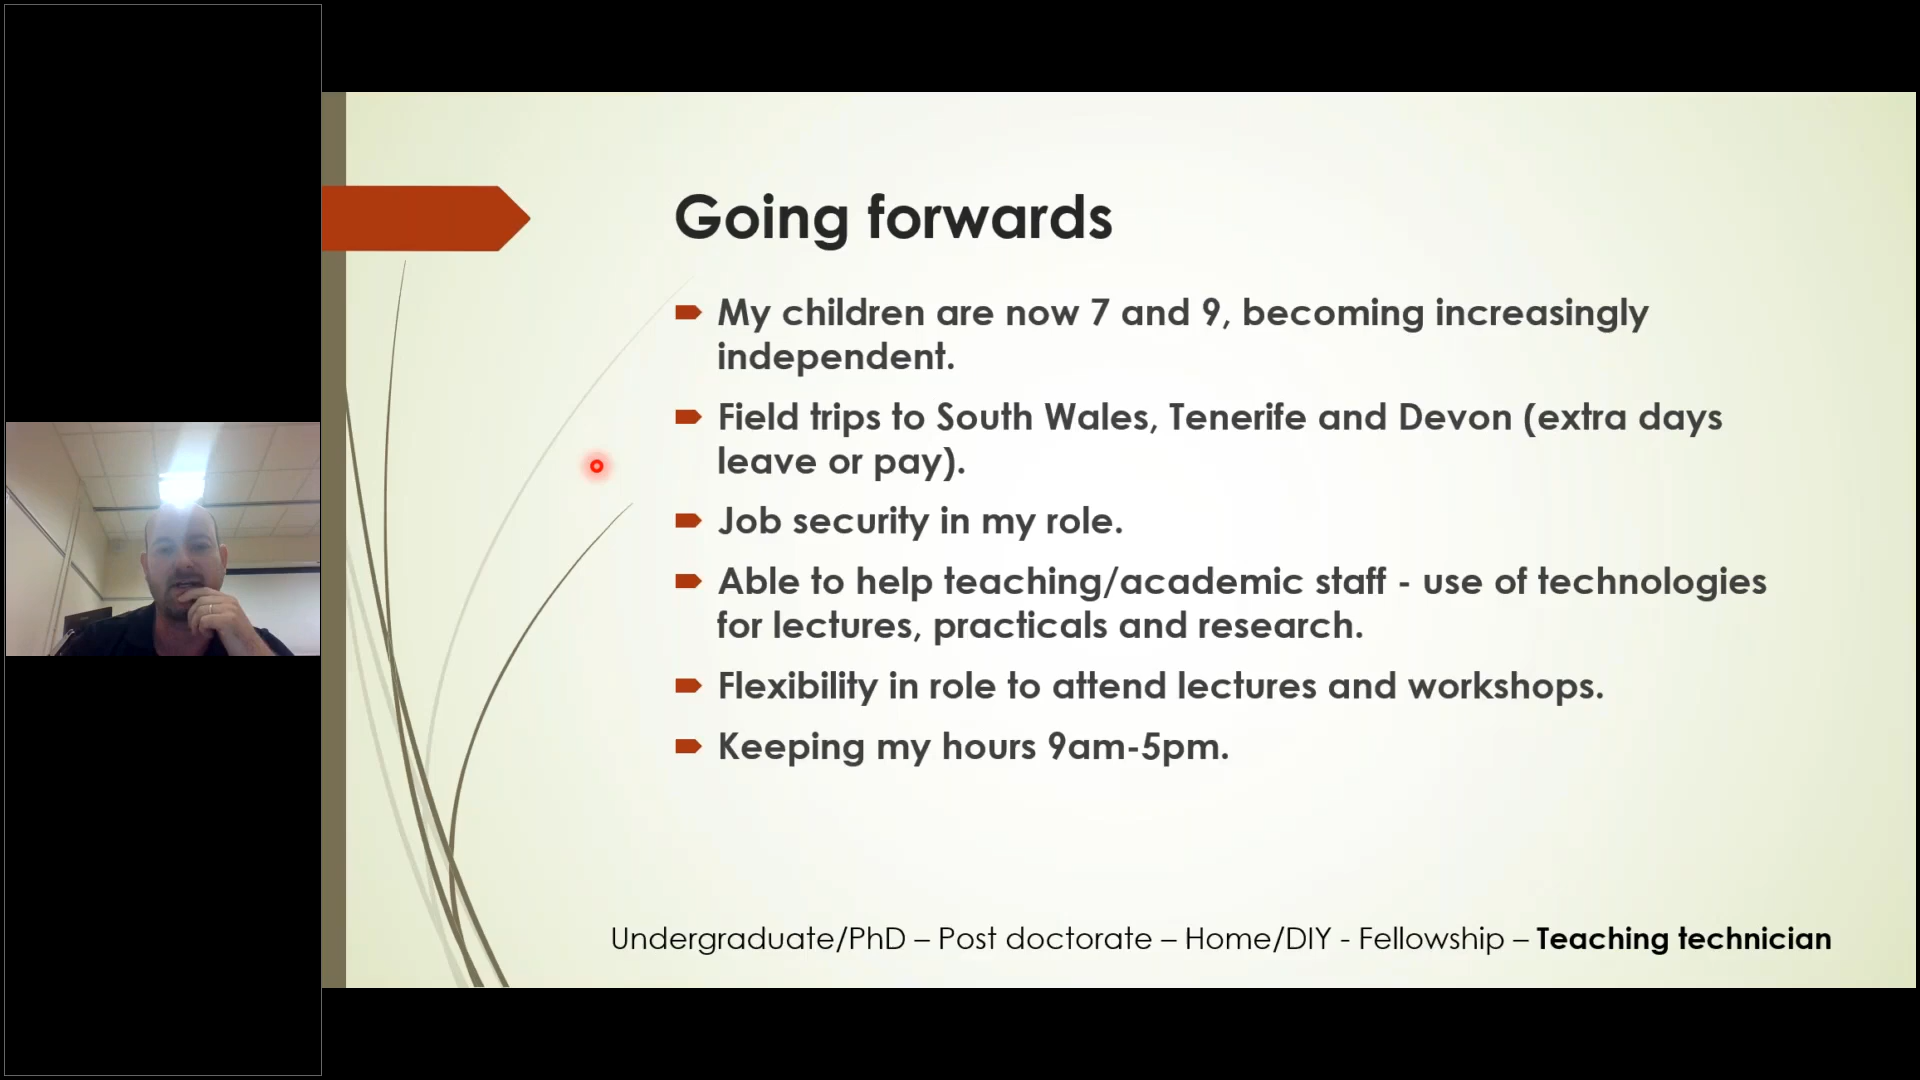 Going forwards
My children are now 7 and 9, becoming increasingly
independent.
Field trips to South Wales, Tenerife and Devon (extra days
leave or pay).
Job security in my role.
Able to help teaching/academic staff - use of technologies
for lectures, practicals and research.
Flexibility in role to attend lectures and workshops.
Keeping my hours 9am-5pm.
Undergraduate/PhD – Post doctorate – Home/DIY - Fellowship – Teaching technician